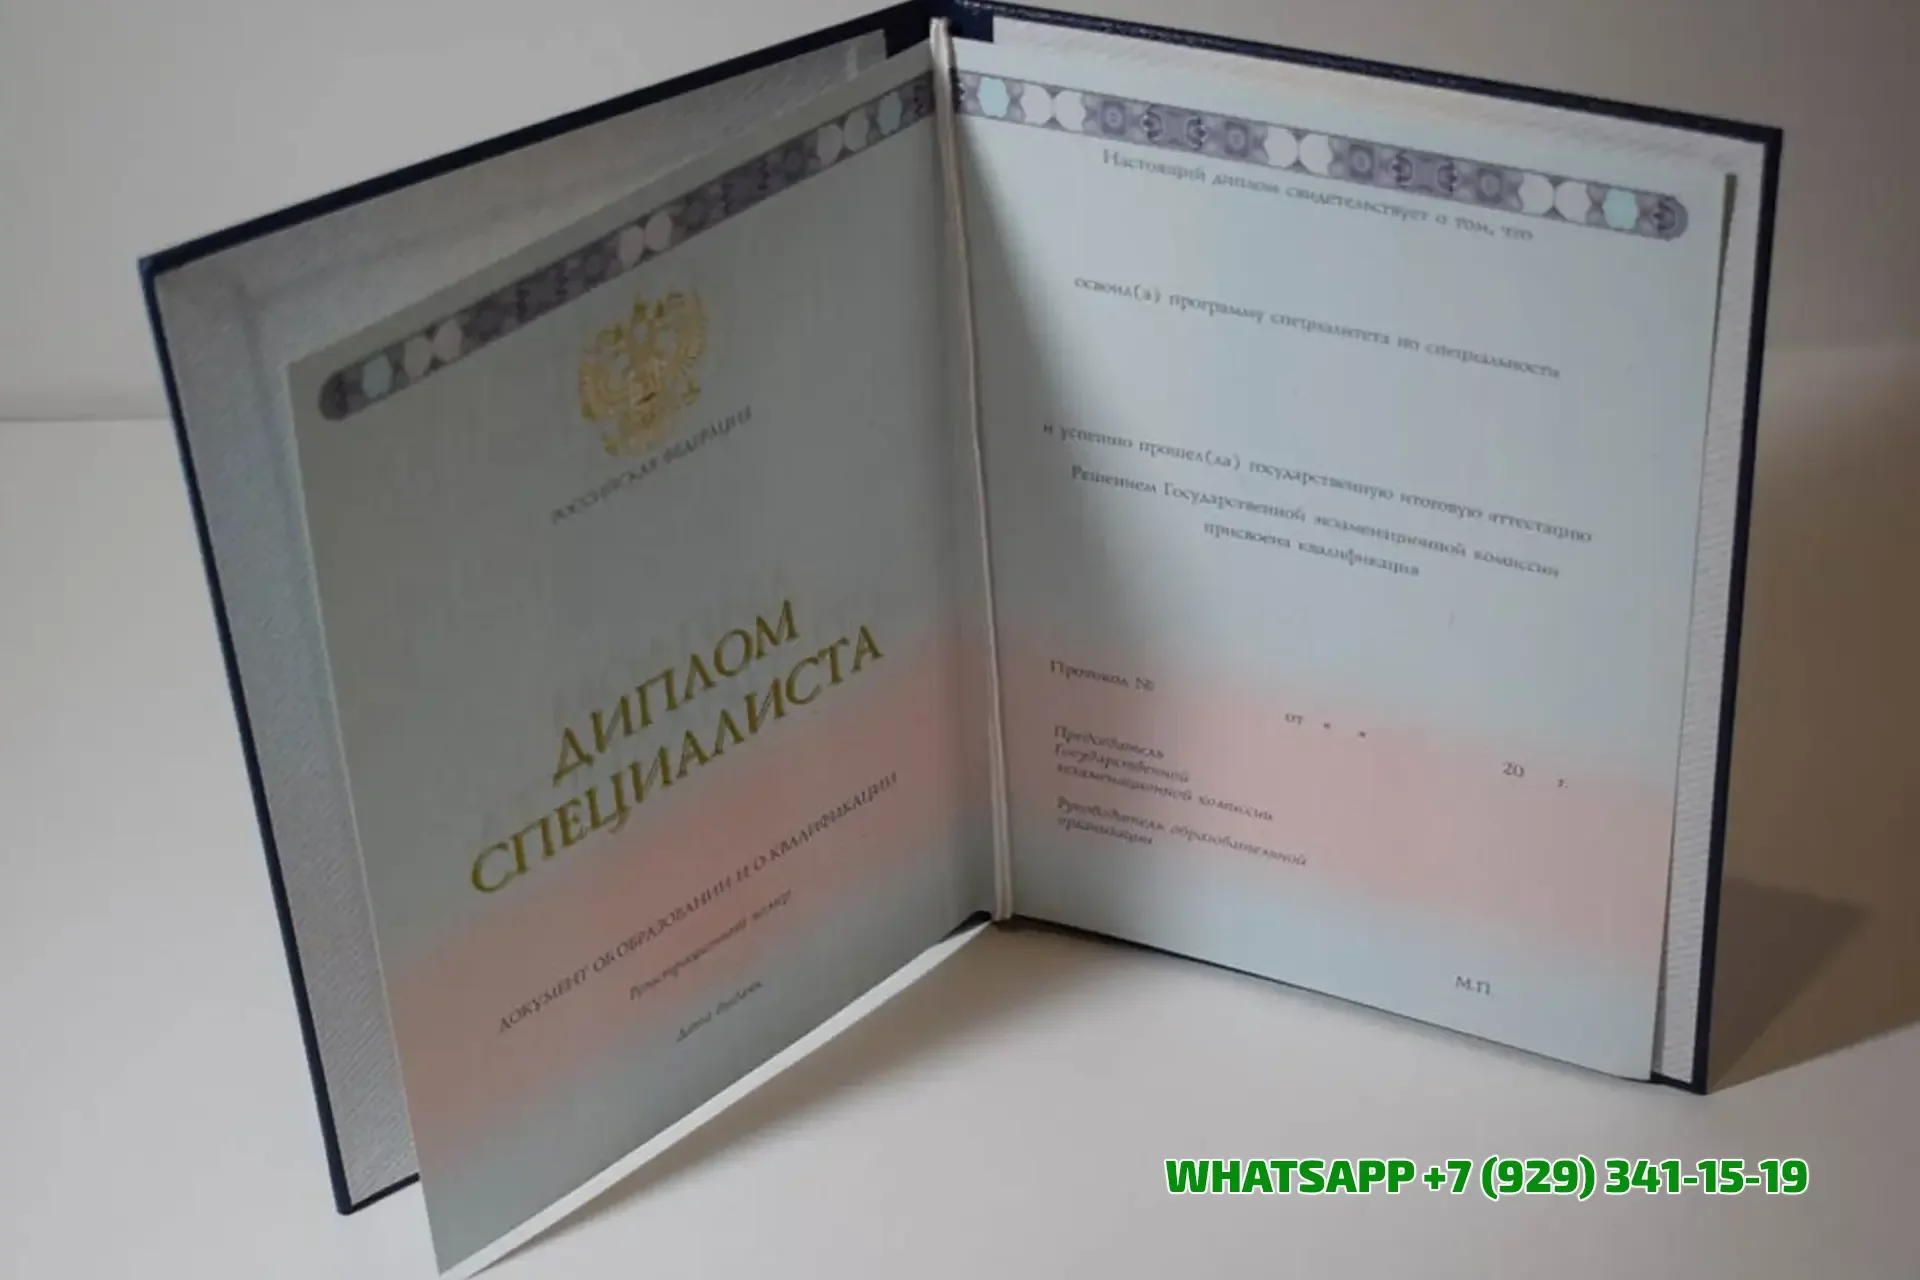 РОССИЙСКАЯ ФЕДЕРАЦИЯ
ДИПЛОМ
СПЕЦИАЛИСТА
ДОКУМЕНТ ОБ ОБРАЗОВАНИИ И О КВАЛИФИКАЦИИ
Регистрационный номер
Дата выдачи
Настоящий диплом свидетельствует о том, что
освоил(а) программу специалитета по специальности
и успешно прошел(ла) государственную итоговую аттестацию
Решением Государственной экзаменационной комиссии
присвоена квалификация
Протокол №
от « »
20 г.
Председатель
Государственной
экзаменационной комиссии
Руководитель образовательной
организации
М.П.
WHATSAPP +7 (929) 341-15-19